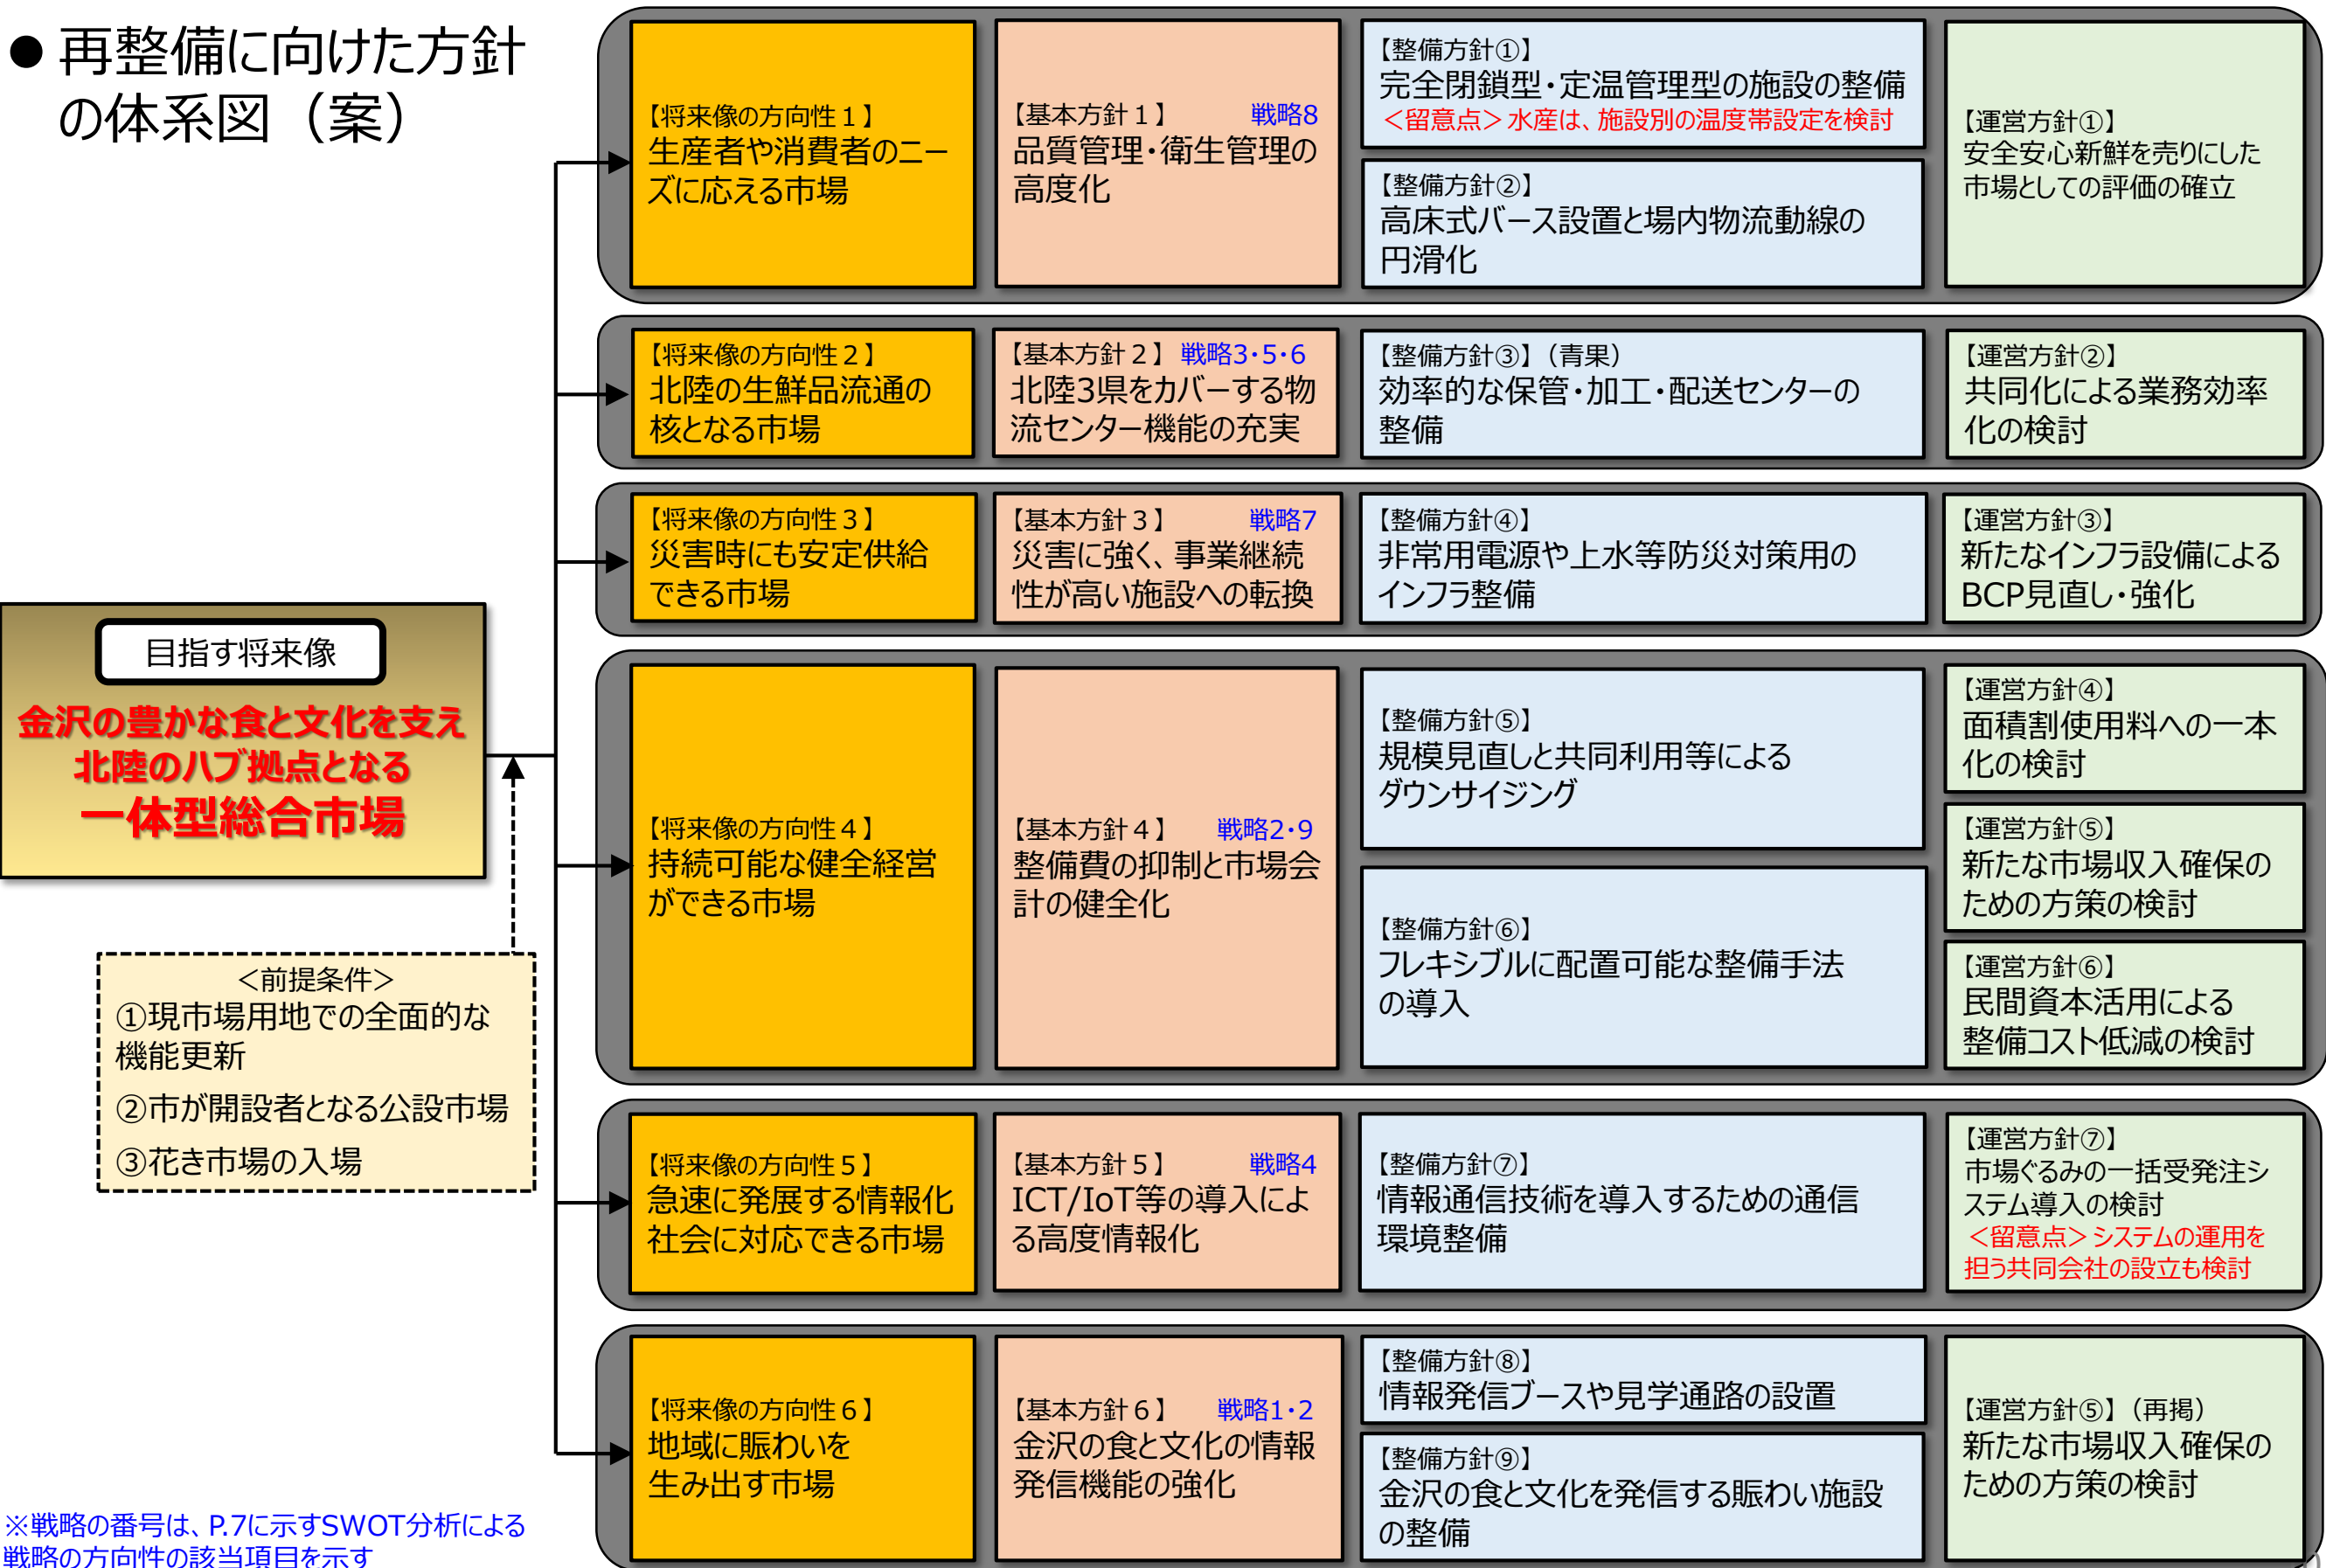 ●再整備に向けた方針
の体系図（案）
目指す将来像
金沢の豊かな食と文化を支え
北陸のハブ拠点となる
一体型総合市場
＜前提条件＞
①現市場用地での全面的な
機能更新
②市が開設者となる公設市場
③花き市場の入場
【将来像の方向性１】
生産者や消費者のニー
ズに応える市場
【基本方針１】　戦略8
品質管理・衛生管理の
高度化
【整備方針①】
完全閉鎖型・定温管理型の施設の整備
＜留意点＞水産は、施設別の温度帯設定を検討
【整備方針②】
高床式バース設置と場内物流動線の
円滑化
【運営方針①】
安全安心新鮮を売りにした
市場としての評価の確立
【将来像の方向性２】
北陸の生鮮品流通の
核となる市場
【基本方針２】戦略3・5・6
北陸3県をカバーする物
流センター機能の充実
【整備方針③】（青果）
効率的な保管・加工・配送センターの
整備
【運営方針②】
共同化による業務効率
化の検討
【将来像の方向性３】
災害時にも安定供給
できる市場
【基本方針３】　戦略7
災害に強く、事業継続
性が高い施設への転換
【整備方針④】
非常用電源や上水等防災対策用の
インフラ整備
【運営方針③】
新たなインフラ設備による
BCP見直し・強化
【将来像の方向性４】
持続可能な健全経営
ができる市場
【基本方針４】　戦略2・9
整備費の抑制と市場会
計の健全化
【整備方針⑤】
規模見直しと共同利用等による
ダウンサイジング
【整備方針⑥】
フレキシブルに配置可能な整備手法
の導入
【運営方針④】
面積割使用料への一本
化の検討
【運営方針⑤】
新たな市場収入確保の
ための方策の検討
【運営方針⑥】
民間資本活用による
整備コスト低減の検討
【将来像の方向性５】
急速に発展する情報化
社会に対応できる市場
【基本方針５】　戦略4
ICT/IoT等の導入によ
る高度情報化
【整備方針⑦】
情報通信技術を導入するための通信
環境整備
【運営方針⑦】
市場ぐるみの一括受発注シ
ステム導入の検討
＜留意点＞システムの運用を
担う共同会社の設立も検討
【将来像の方向性６】
地域に賑わいを
生み出す市場
【基本方針６】　戦略1・2
金沢の食と文化の情報
発信機能の強化
【整備方針⑧】
情報発信ブースや見学通路の設置
【整備方針⑨】
金沢の食と文化を発信する賑わい施設
の整備
【運営方針⑤】（再掲）
新たな市場収入確保の
ための方策の検討
※戦略の番号は、P.7に示すSWOT分析による
戦略の方向性の該当項目を示す